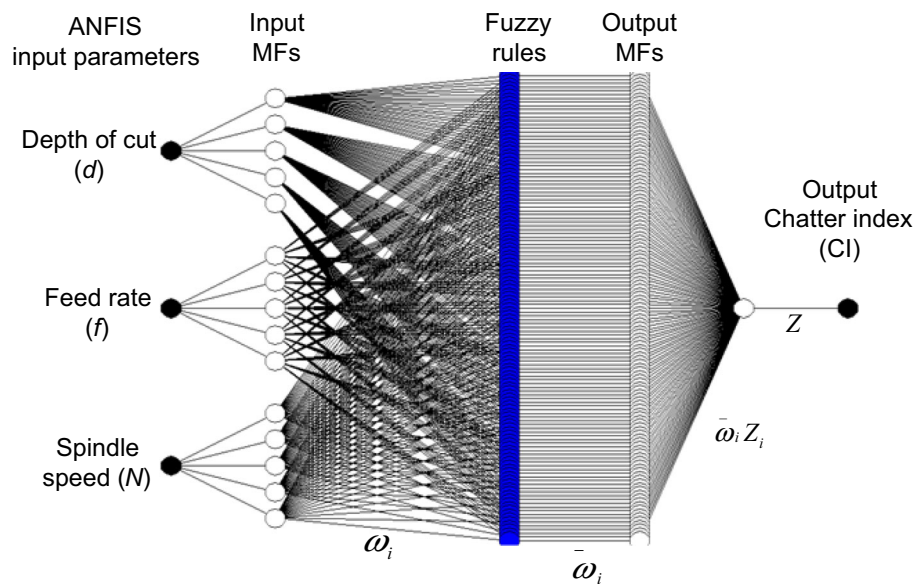 ANFIS
input parameters
Input
MFs
Fuzzy
rules
Output
MFs
Depth of cut
(d)
Feed rate
(f)
Spindle
speed (N)
Output
Chatter index
(CI)
Z
ω̄ᵢ Zᵢ
ωᵢ
ω̄ᵢ